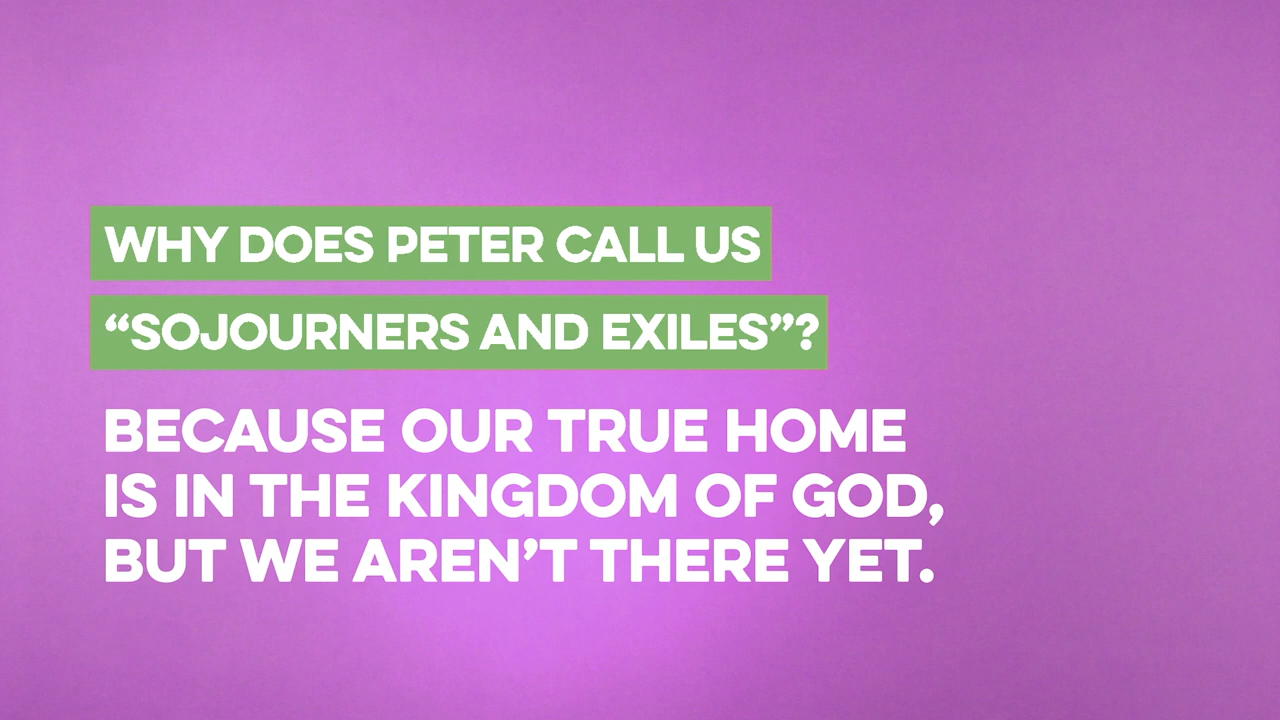 WHY DOES PETER CALL US
“SOJOURNERS AND EXILES”?
BECAUSE OUR TRUE HOME
IS IN THE KINGDOM OF GOD,
BUT WE AREN’T THERE YET.